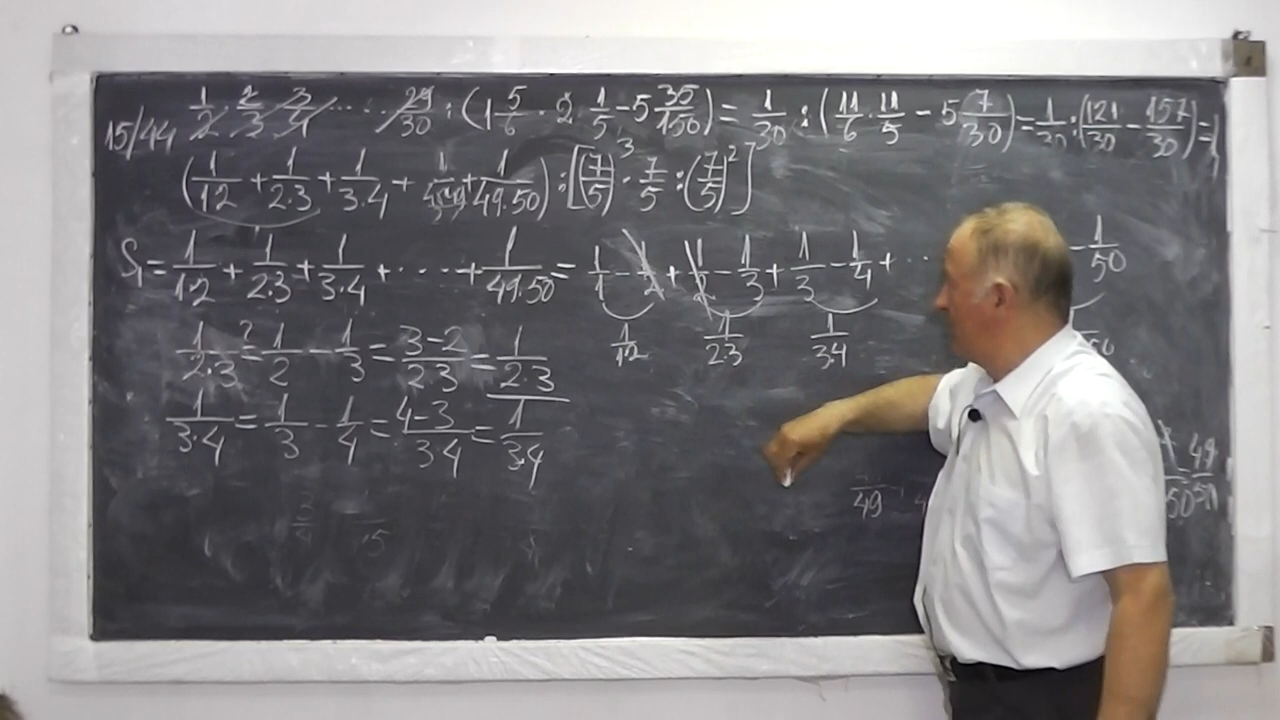 15/44 1/2 · 2/3 · 3/4 ... 29/30 : (1 5/6 · 2 1/5 - 5 35/150) = 1/30 : (11/6 · 11/5 - 5 7/30) = 1/30 : (121/30 - 157/30) =
(1/1·2 + 1/2·3 + 1/3·4 + + 1/49·50) : [(7/5)³ · 7/5 : (7/5)²]
S₁ = 1/1·2 + 1/2·3 + 1/3·4 + ... + 1/49·50 = 1/1 - 1/2 + 1/2 - 1/3 + 1/3 - 1/4 + ... - 1/50
1/12 1/2·3 1/3·4
1/2·3 ?= 1/2 - 1/3 = 3-2/2·3 = 1/2·3
1/3·4 = 1/3 - 1/4 = 4-3/3·4 = 1/3·4
49/50